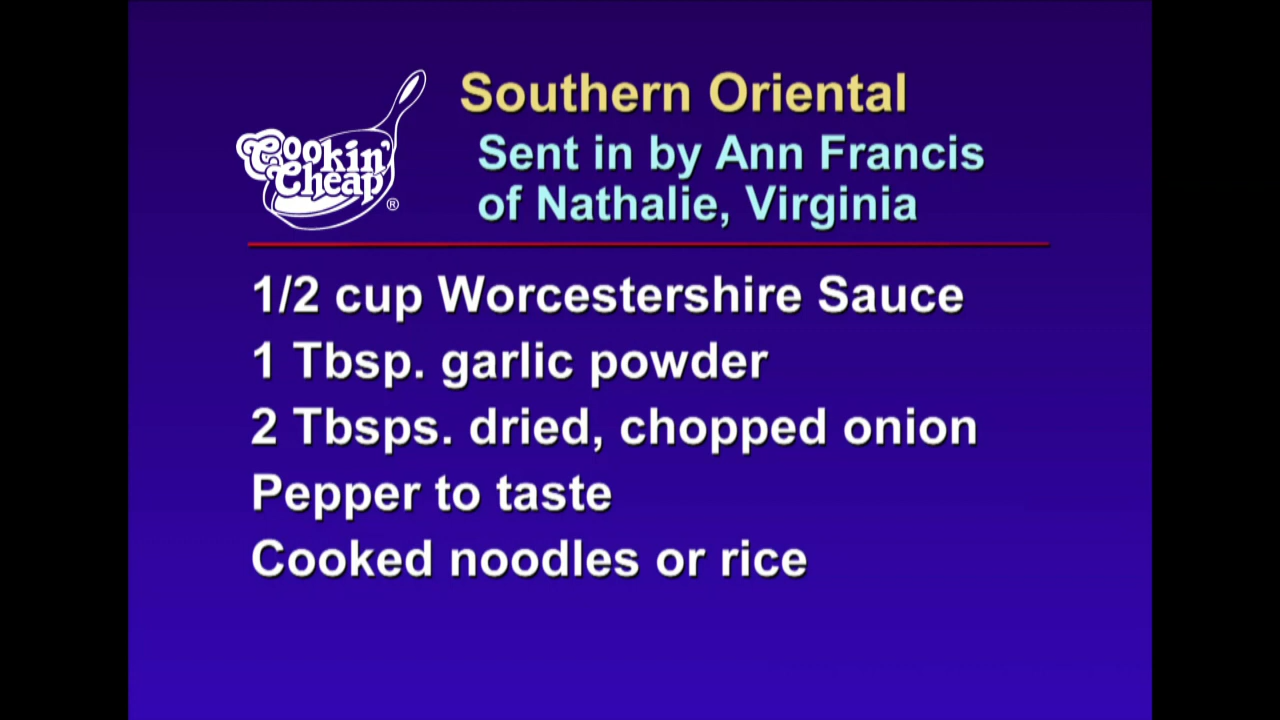 Cookin'
Cheap
®
Southern Oriental
Sent in by Ann Francis
of Nathalie, Virginia
1/2 cup Worcestershire Sauce
1 Tbsp. garlic powder
2 Tbsps. dried, chopped onion
Pepper to taste
Cooked noodles or rice